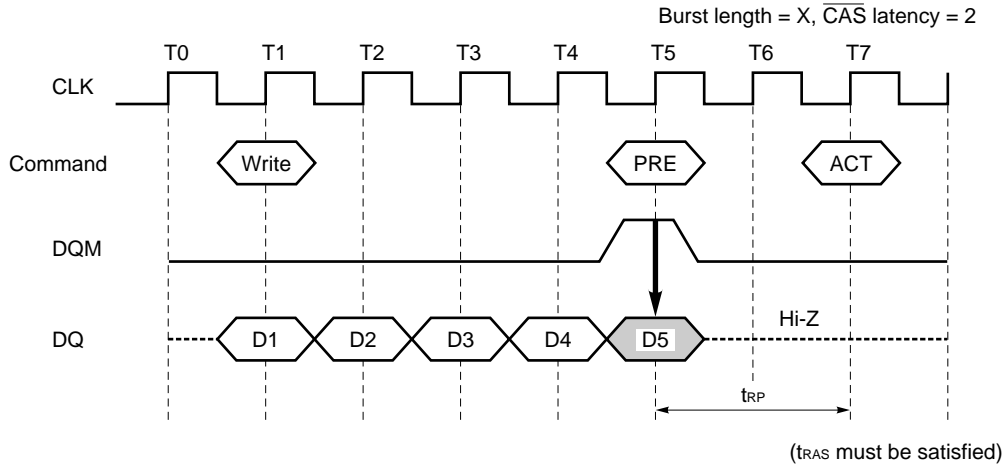 Burst length = X, CAS latency = 2
T0 T1 T2 T3 T4 T5 T6 T7
CLK
Command Write PRE ACT
DQM
Hi-Z
DQ D1 D2 D3 D4 D5
tRP
(tRAS must be satisfied)